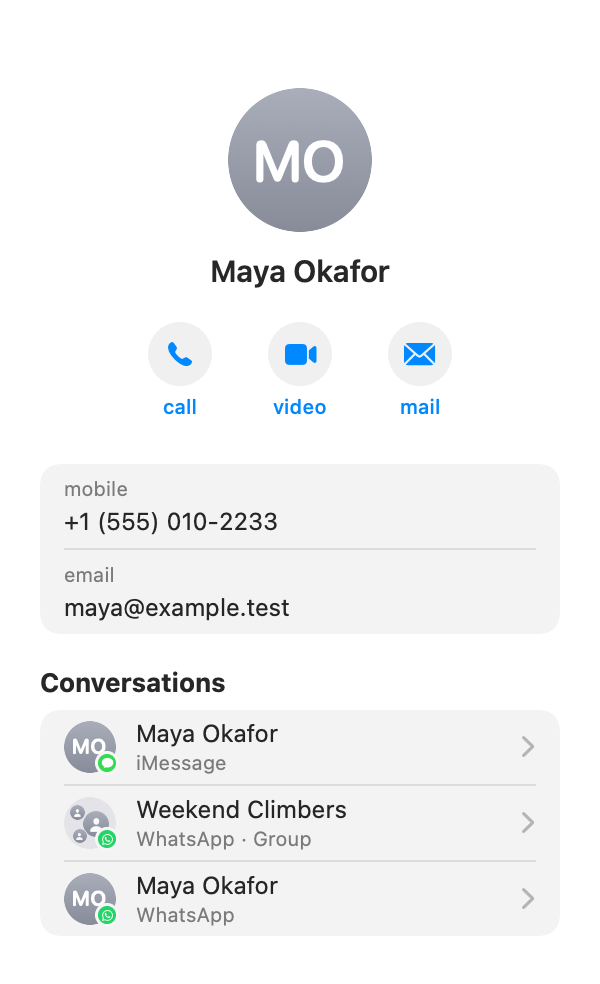 MO
Maya Okafor
call video mail
mobile
+1 (555) 010-2233
email
maya@example.test
Conversations
MO
Maya Okafor
iMessage
Weekend Climbers
WhatsApp · Group
MO
Maya Okafor
WhatsApp